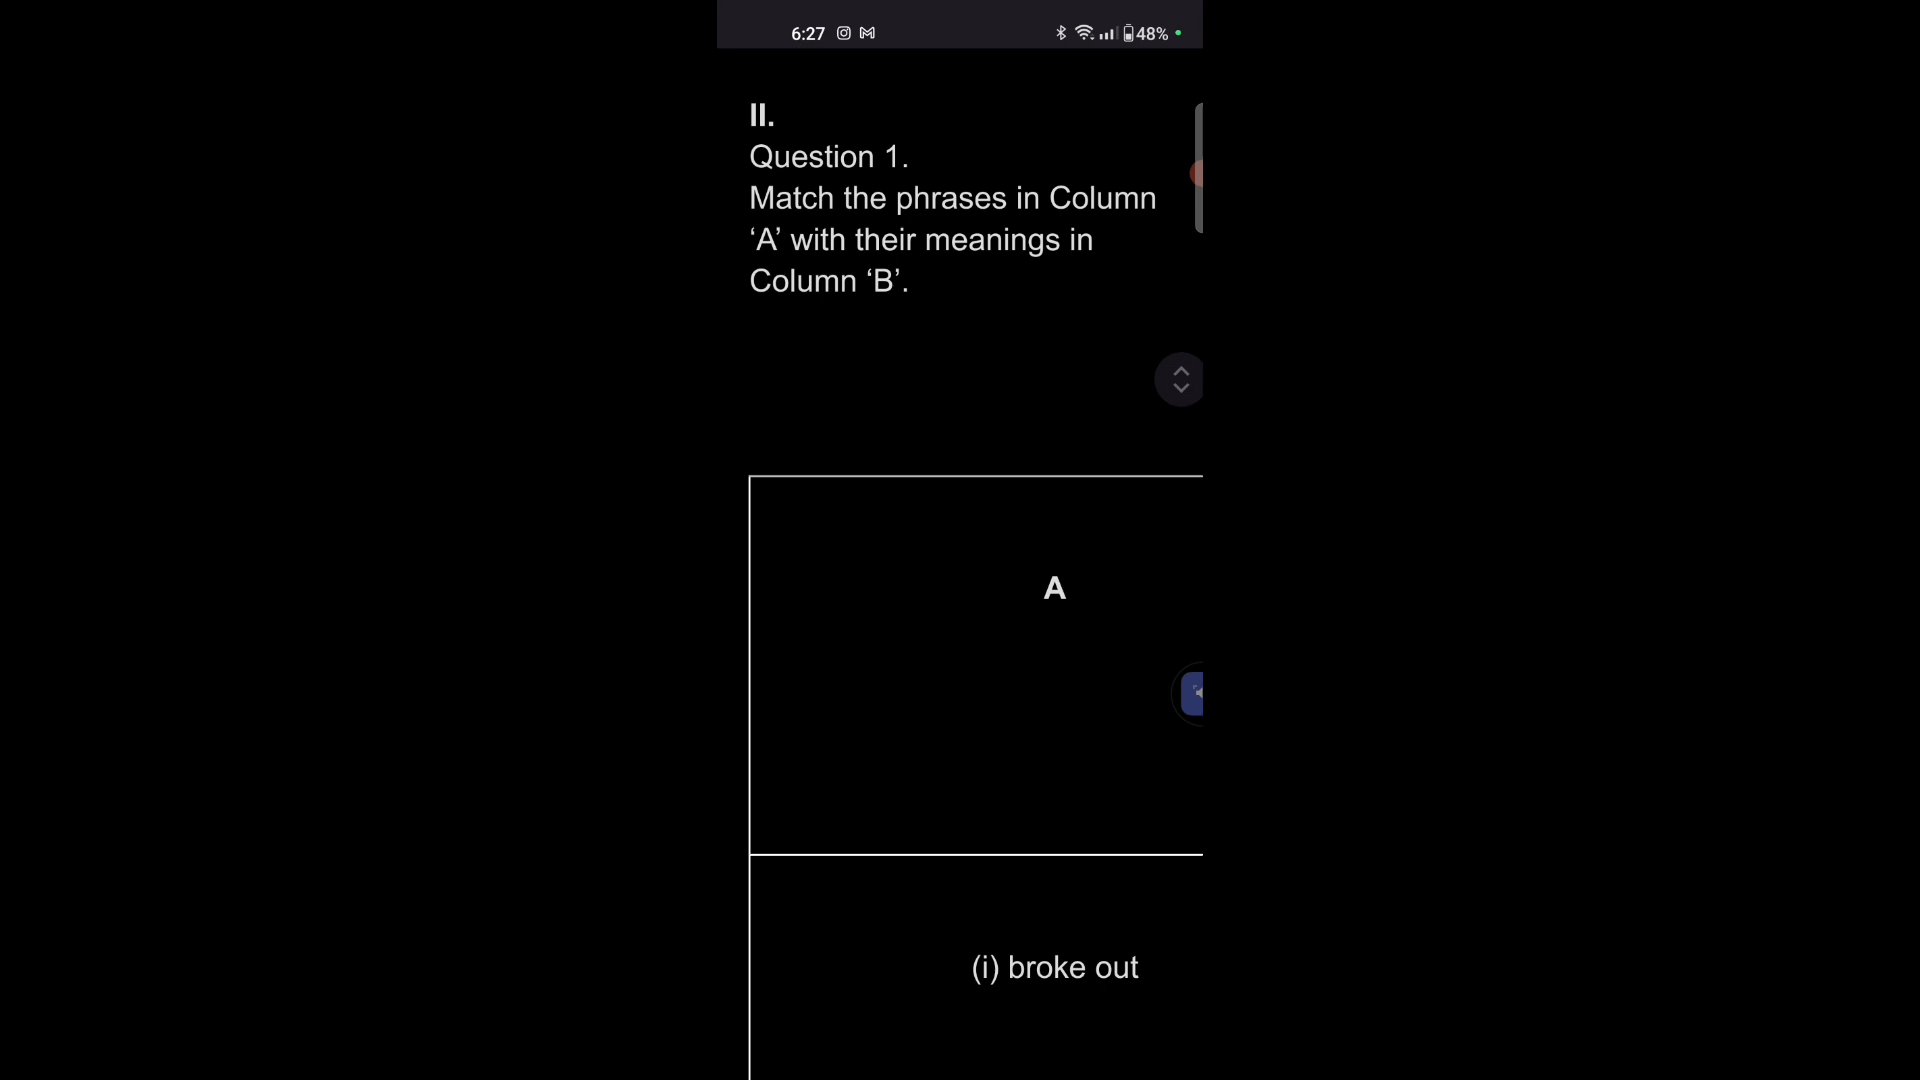 6:27 48%
II.
Question 1.
Match the phrases in Column
‘A’ with their meanings in
Column ‘B’.
A
(i) broke out